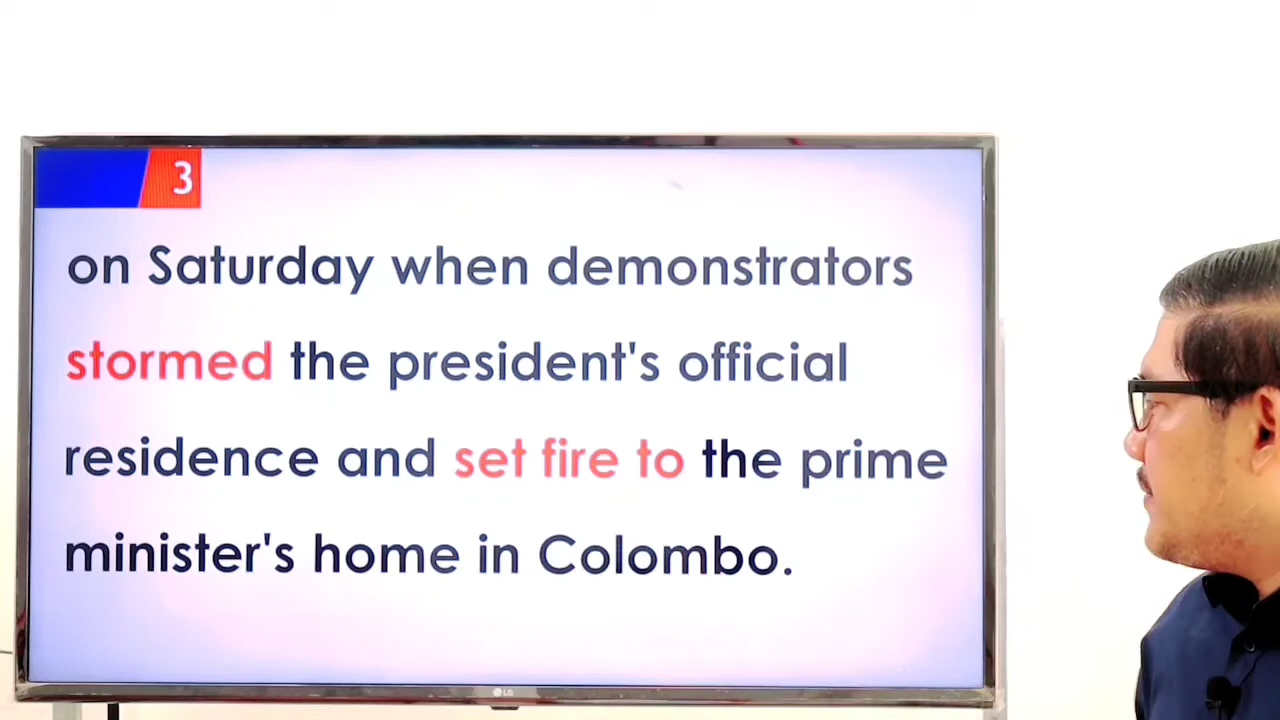 3
on Saturday when demonstrators
stormed the president's official
residence and set fire to the prime
minister's home in Colombo.
LG